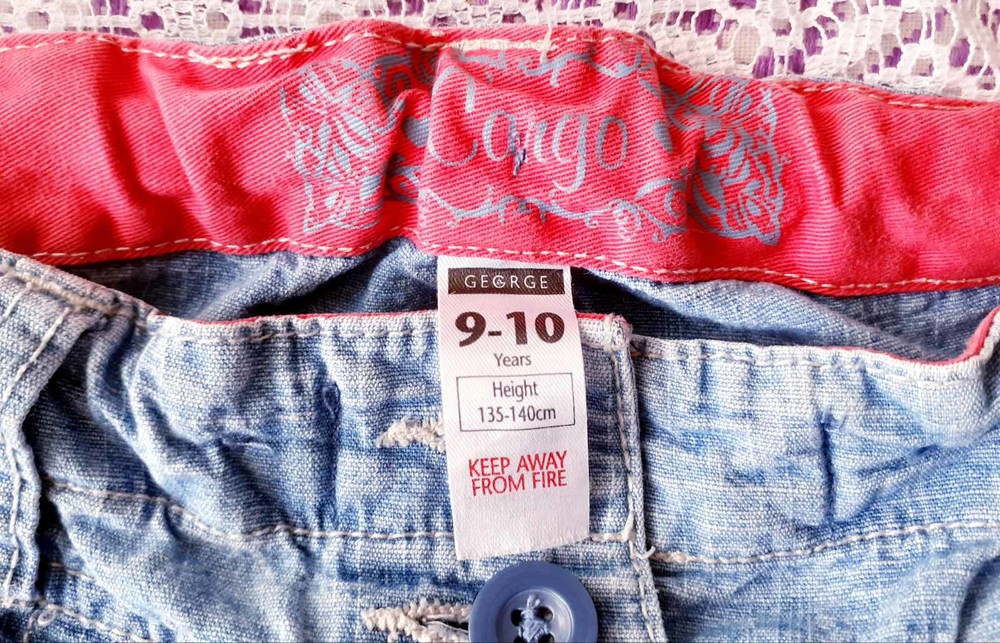 Cargo
GEORGE
9-10
Years
Height
135-140cm
KEEP AWAY
FROM FIRE